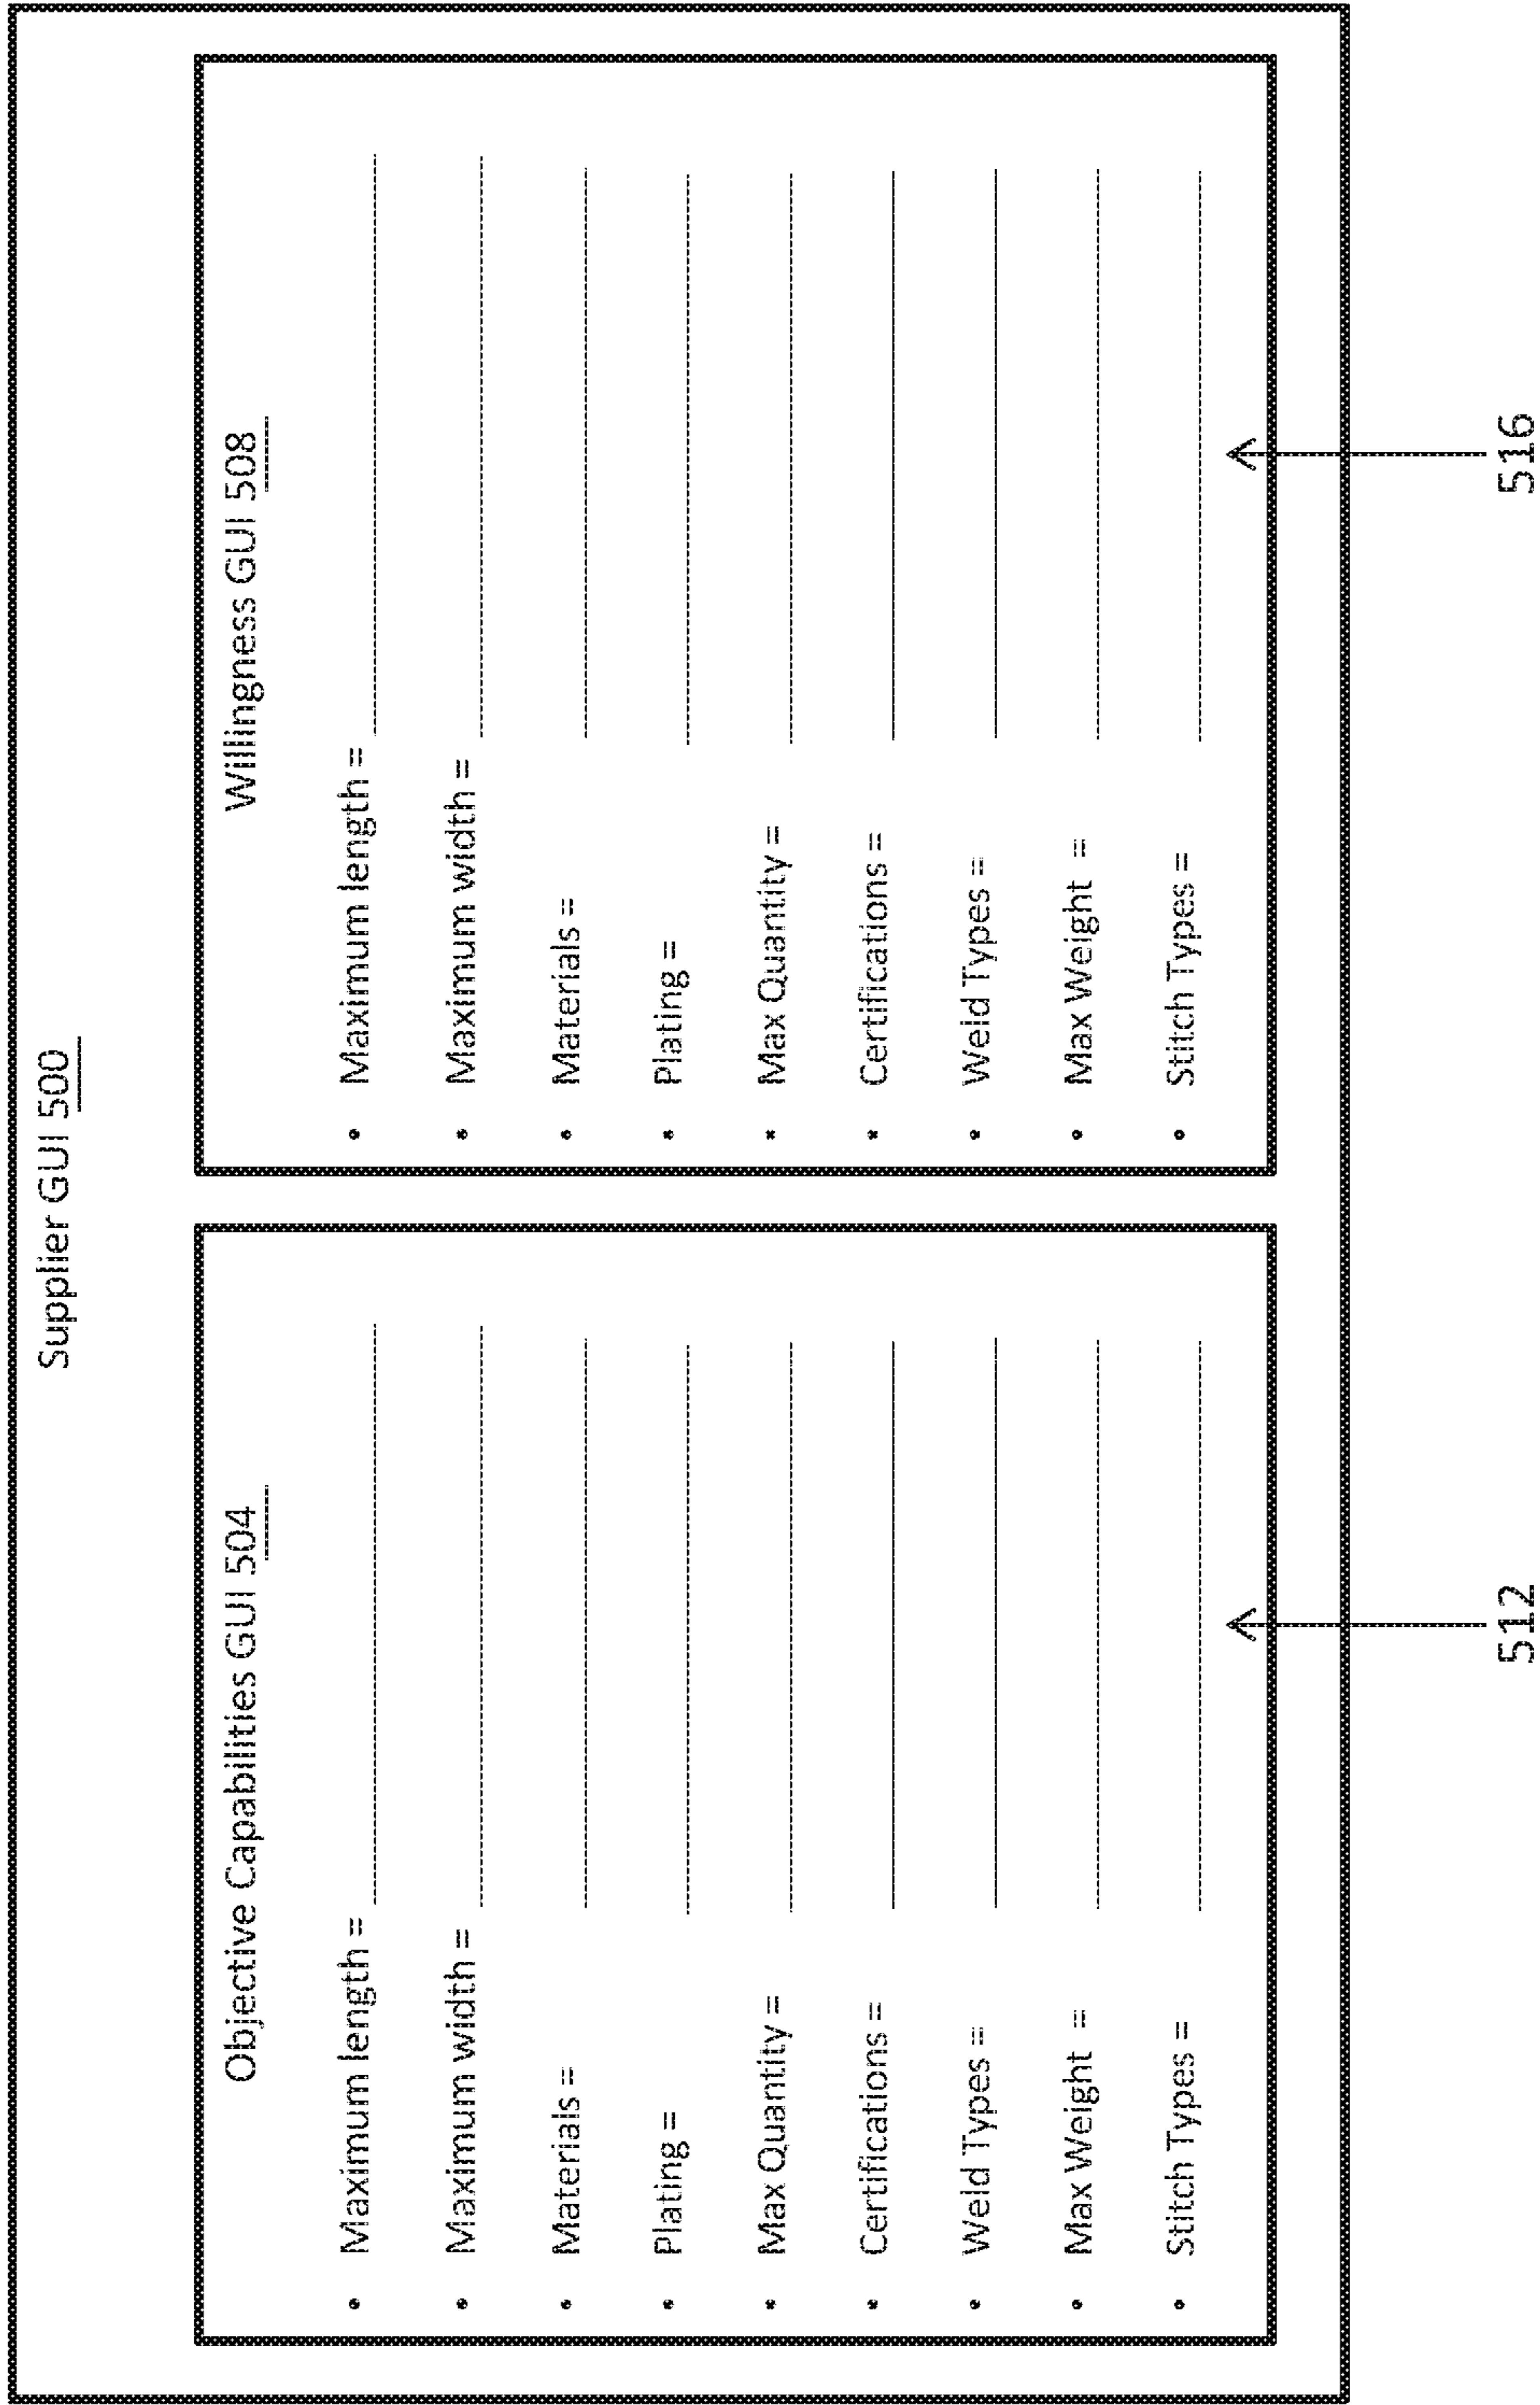 Supplier GUI 500
Objective Capabilities GUI 504
• Maximum length =
• Maximum width =
• Materials =
• Plating =
• Max Quantity =
• Certifications =
• Weld Types =
• Max Weight =
• Stitch Types =
512
Willingness GUI 508
• Maximum length =
• Maximum width =
• Materials =
• Plating =
• Max Quantity =
• Certifications =
• Weld Types =
• Max Weight =
• Stitch Types =
516